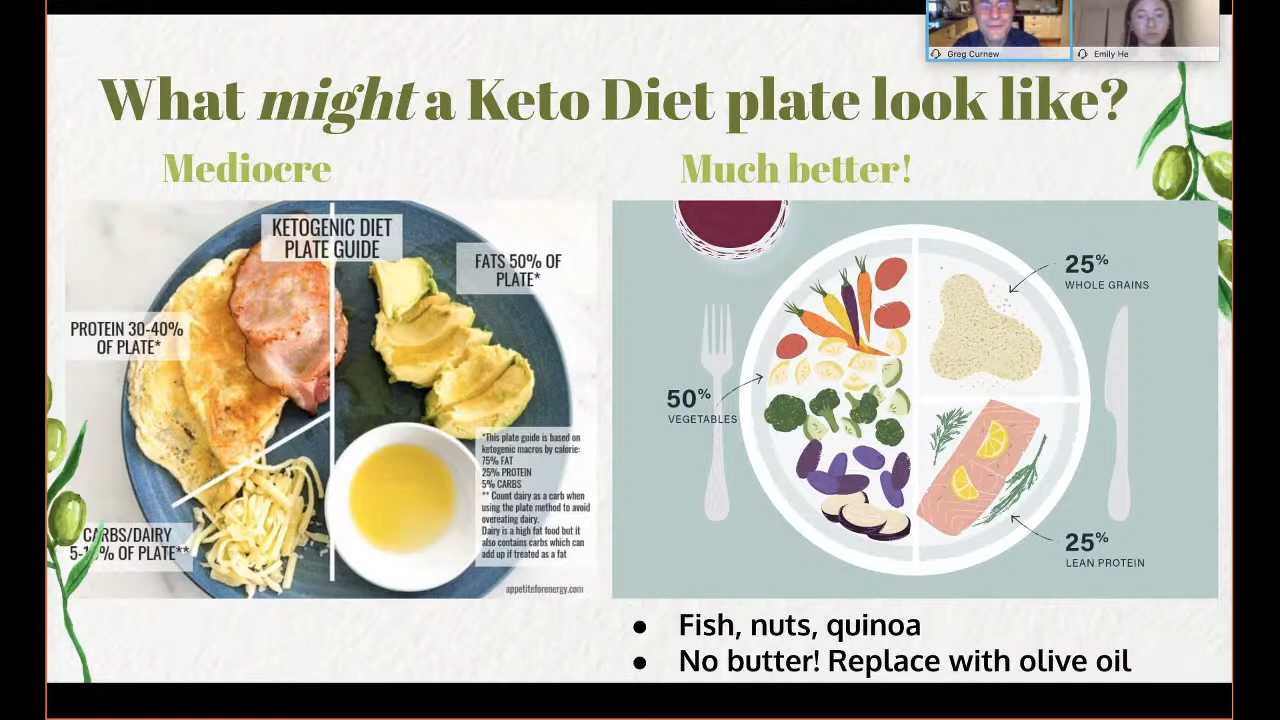 Greg Curnew
Emily He
What might a Keto Diet plate look like?
Mediocre
Much better!
KETOGENIC DIET
PLATE GUIDE
FATS 50% OF
PLATE*
PROTEIN 30-40%
OF PLATE*
*This plate guide is based on
ketogenic macros by calorie:
75% FAT
25% PROTEIN
5% CARBS
** Count dairy as a carb when
using the plate method to avoid
overeating dairy.
Dairy is a high fat food but it
also contains carbs which can
add up if treated as a fat
CARBS/DAIRY
% OF PLATE**
appetiteforenergy.com
25%
WHOLE GRAINS
50%
VEGETABLES
25%
LEAN PROTEIN
● Fish, nuts, quinoa
● No butter! Replace with olive oil